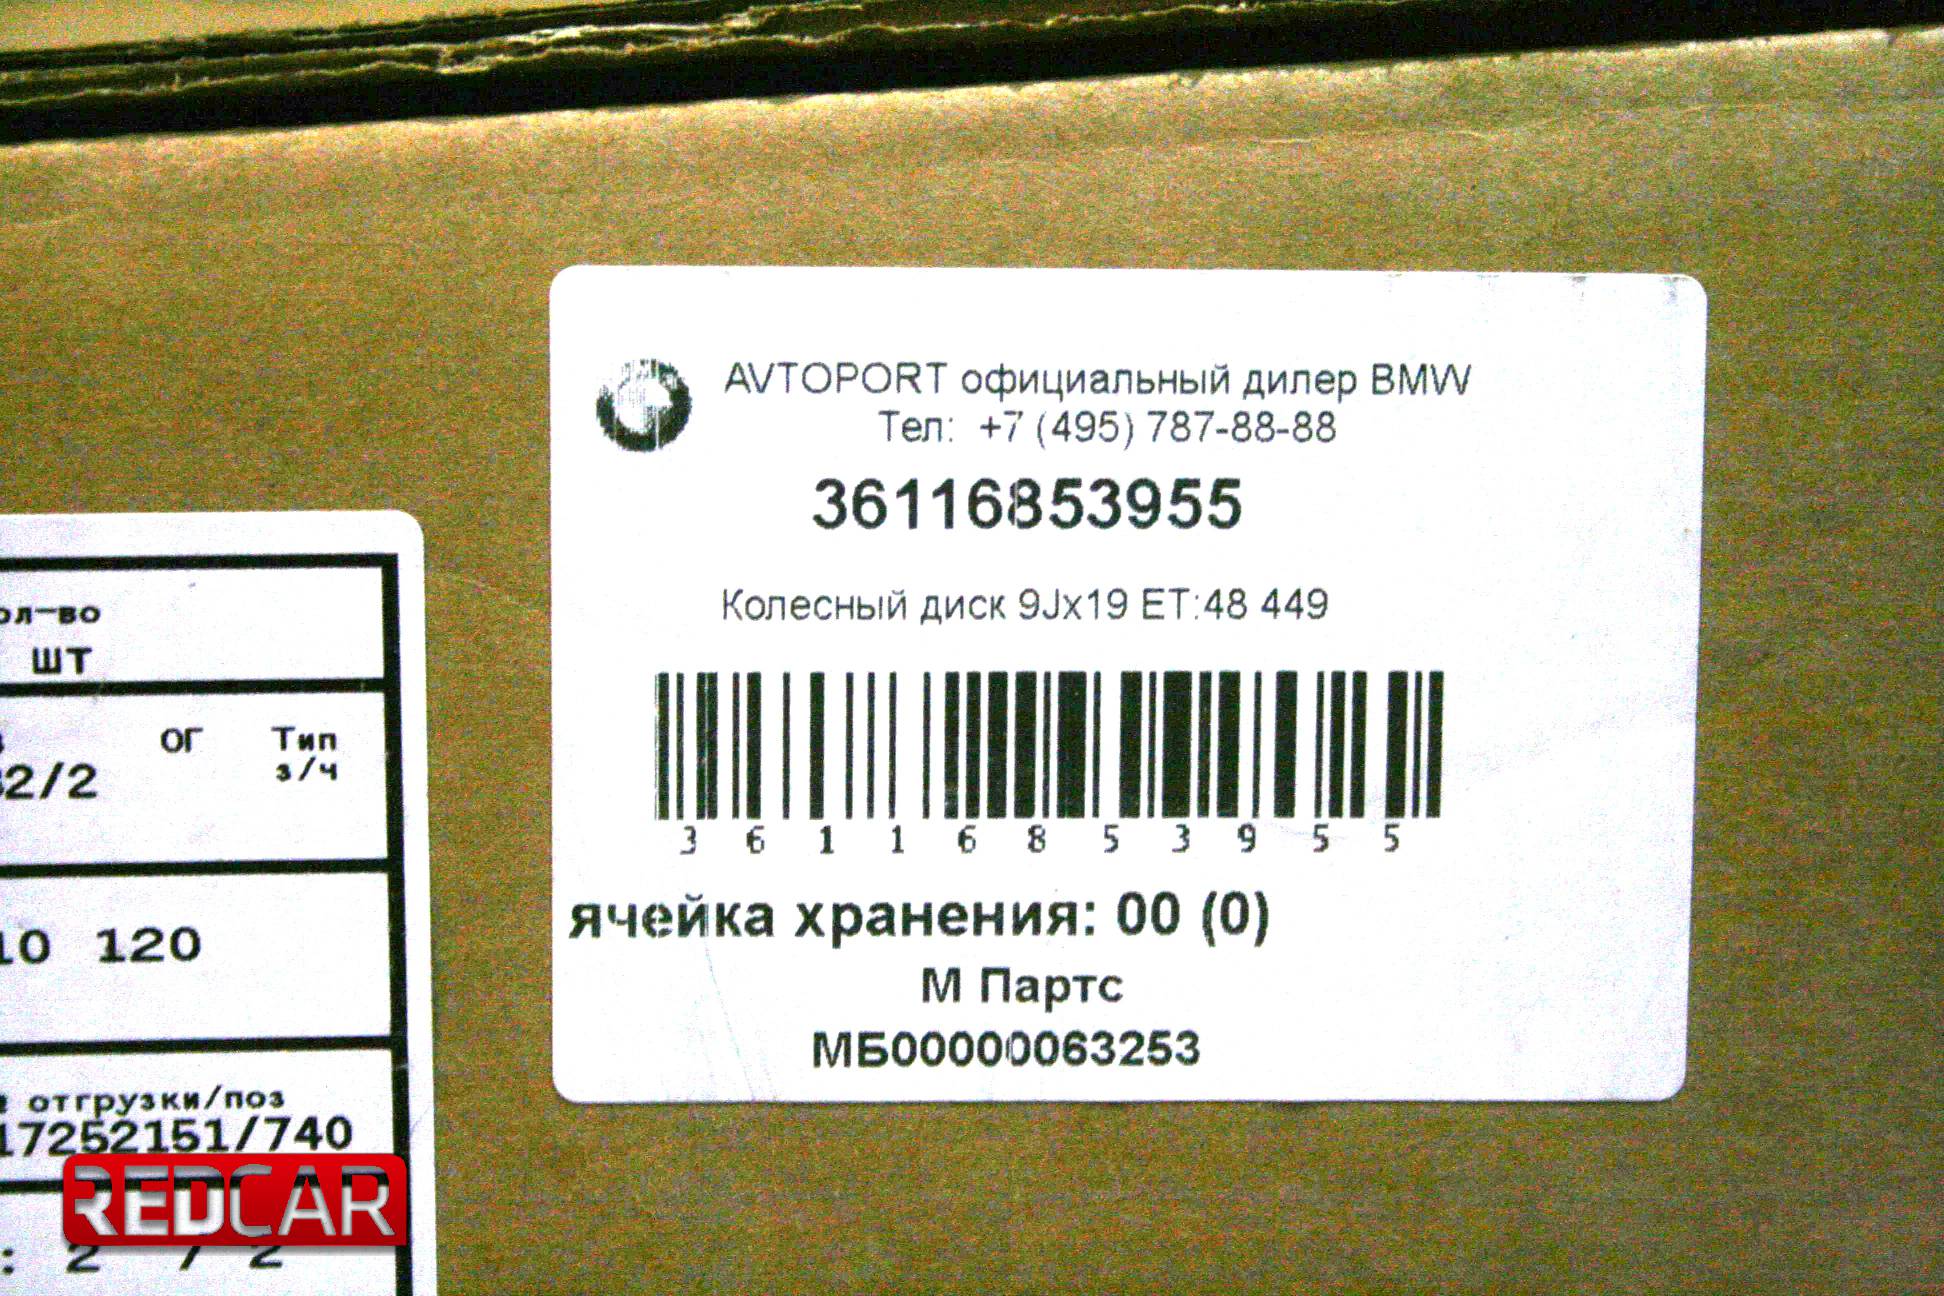 AVTOPORT официальный дилер BMW
Тел: +7 (495) 787-88-88
36116853955
Колесный диск 9Jx19 ET:48 449
3 6 1 1 6 8 5 3 9 5 5
ячейка хранения: 00 (0)
М Партс
МБ00000063253
ол-во
ШТ
ОГ Тип
з/ч
2/2
10 120
отгрузки/поз
17252151/740
REDCAR
: 2 / 2